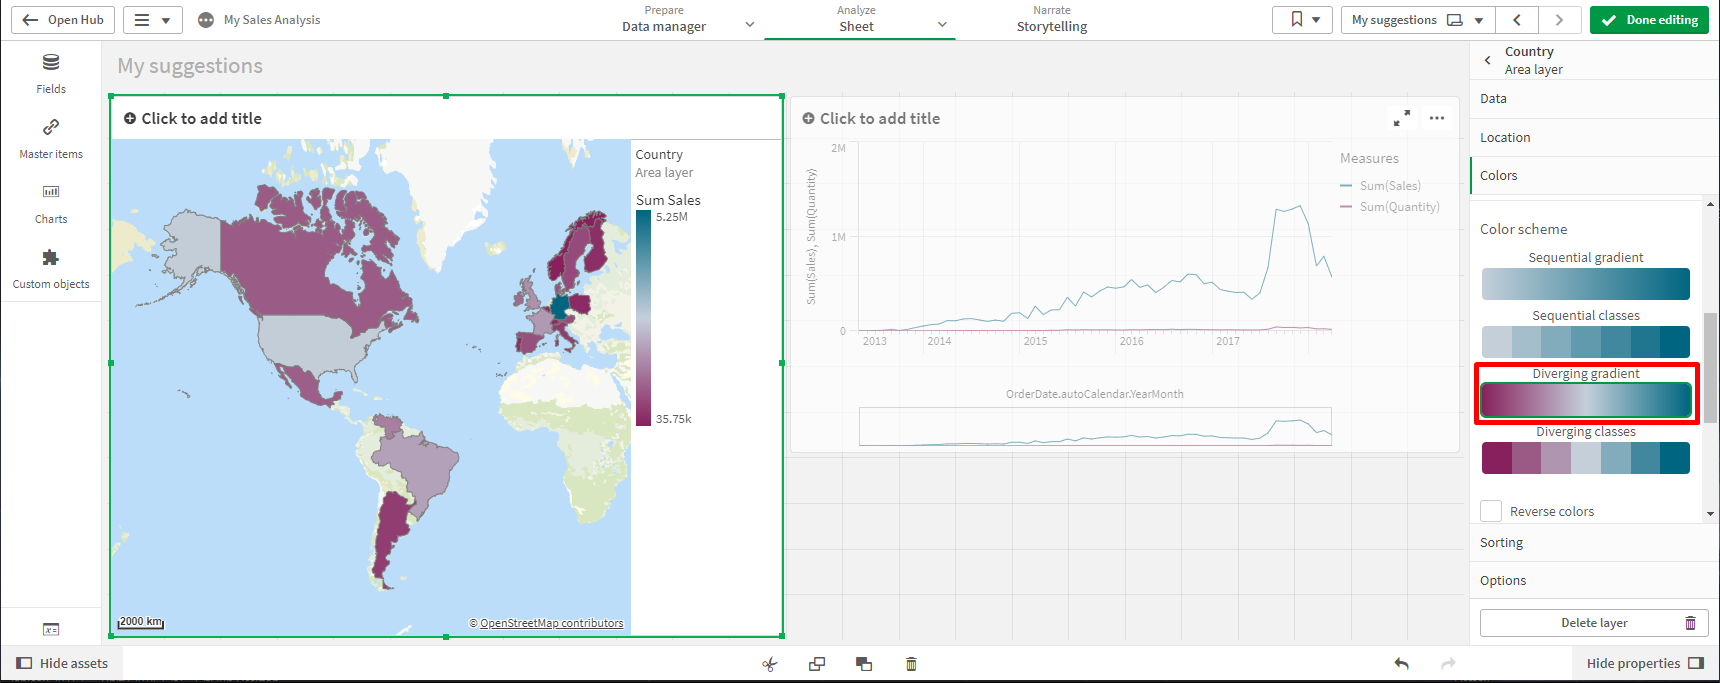 Open Hub
My Sales Analysis
Prepare
Data manager
Analyze
Sheet
Narrate
Storytelling
My suggestions
Done editing
Fields
Master items
Charts
Custom objects
My suggestions
Click to add title
Country
Area layer
Sum Sales
5.25M
35.75k
2000 km
© OpenStreetMap contributors
Click to add title
Sum(Sales), Sum(Quantity)
2M
1M
0
2013
2014
2015
2016
2017
OrderDate.autoCalendar.YearMonth
Measures
Sum(Sales)
Sum(Quantity)
Country
Area layer
Data
Location
Colors
Color scheme
Sequential gradient
Sequential classes
Diverging gradient
Diverging classes
Reverse colors
Sorting
Options
Delete layer
Hide assets
Hide properties